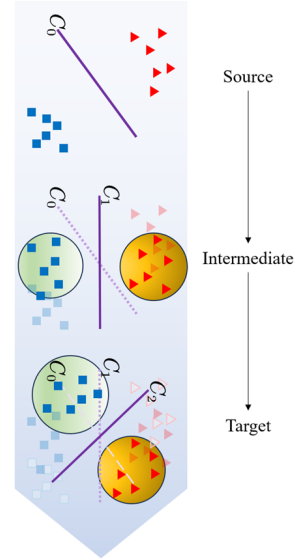 C₀
Source
C₀ C₁
Intermediate
C₀ C₁ C₂
Target